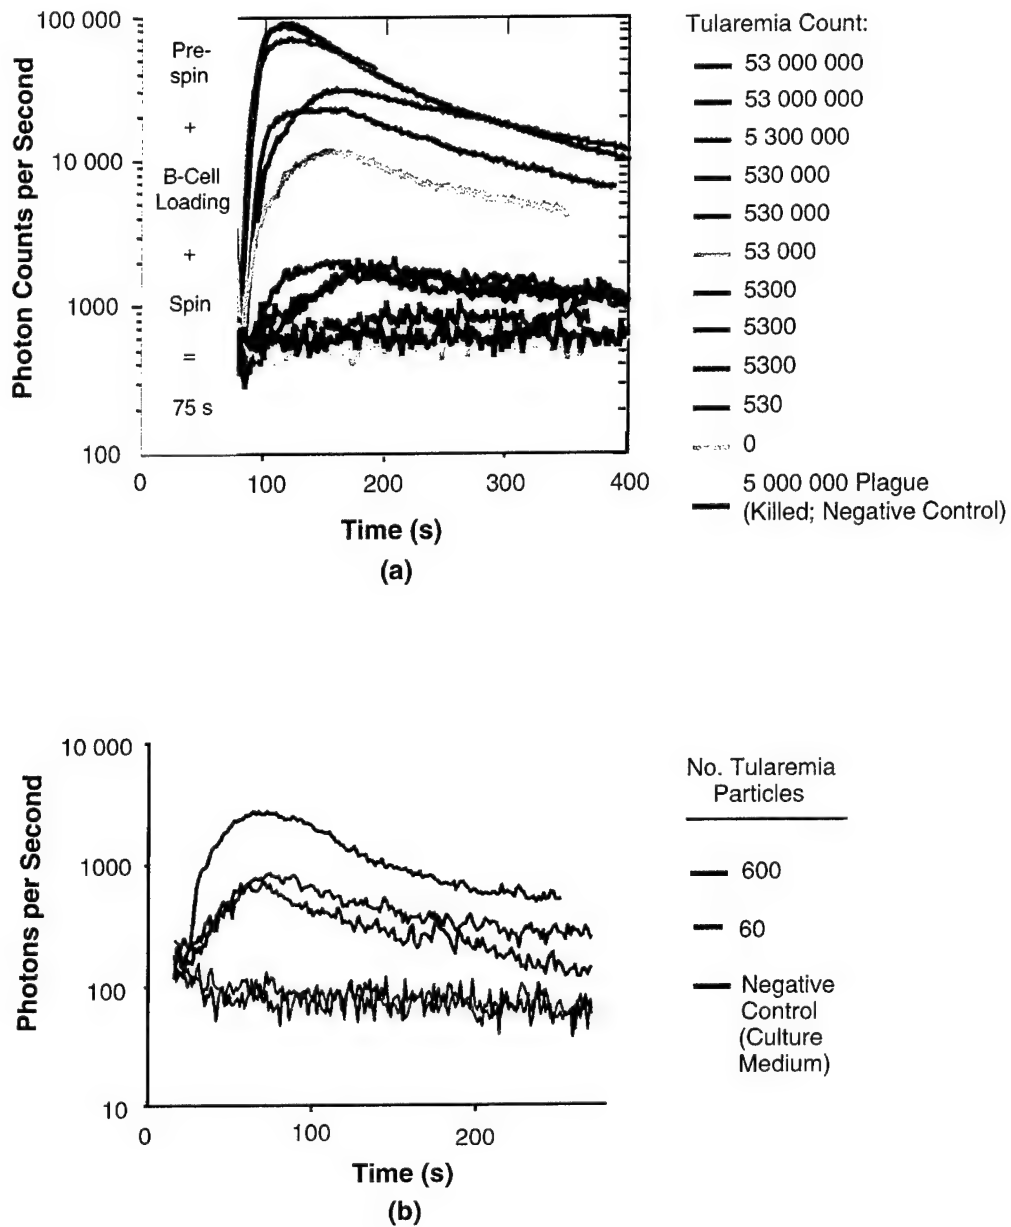 Photon Counts per Second
100 000
10 000
1000
100
Pre-
spin
+
B-Cell
Loading
+
Spin
=
75 s
0
100
200
300
400
Time (s)
(a)
Tularemia Count:
53 000 000
53 000 000
5 300 000
530 000
530 000
53 000
5300
5300
5300
530
0
5 000 000 Plague
(Killed; Negative Control)
Photons per Second
10 000
1000
100
10
0
100
200
Time (s)
(b)
No. Tularemia
Particles
600
60
Negative
Control
(Culture
Medium)